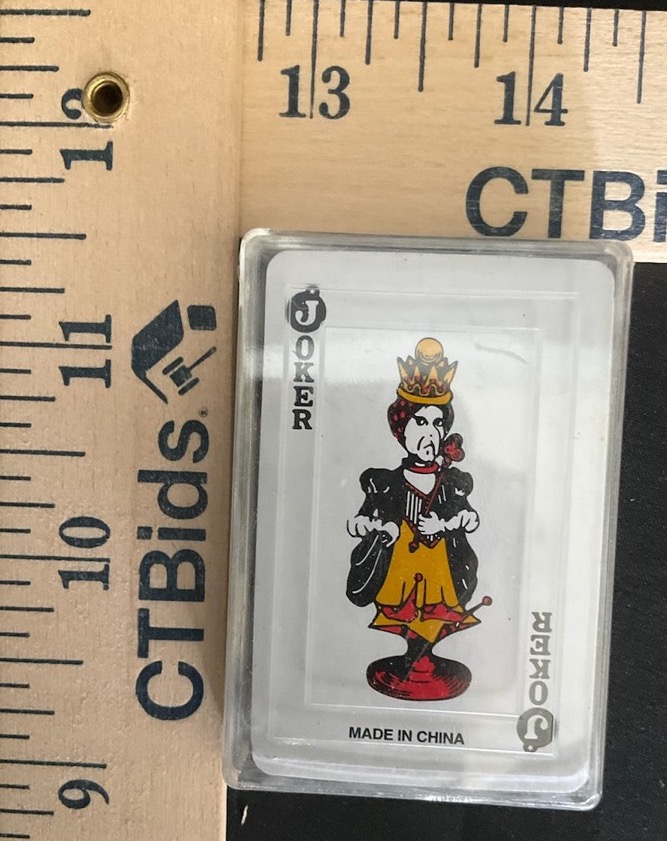 13 14
CTBi
12
11
10
9
CTBids.
JOKER
JOKER
MADE IN CHINA